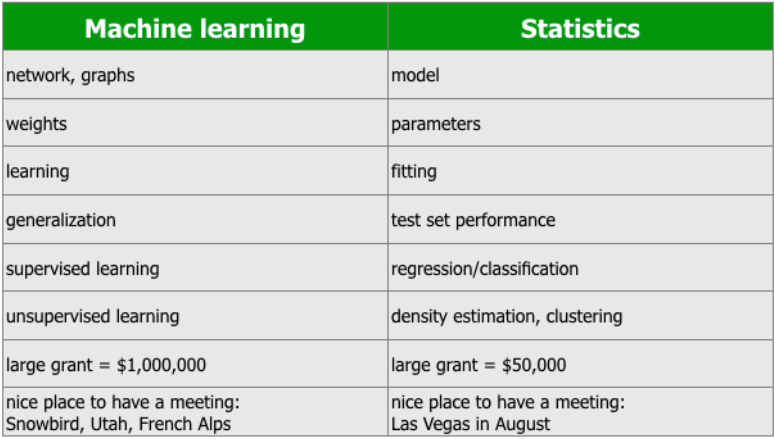 Machine learning Statistics
network, graphs model
weights parameters
learning fitting
generalization test set performance
supervised learning regression/classification
unsupervised learning density estimation, clustering
large grant = $1,000,000 large grant = $50,000
nice place to have a meeting: nice place to have a meeting:
Snowbird, Utah, French Alps Las Vegas in August